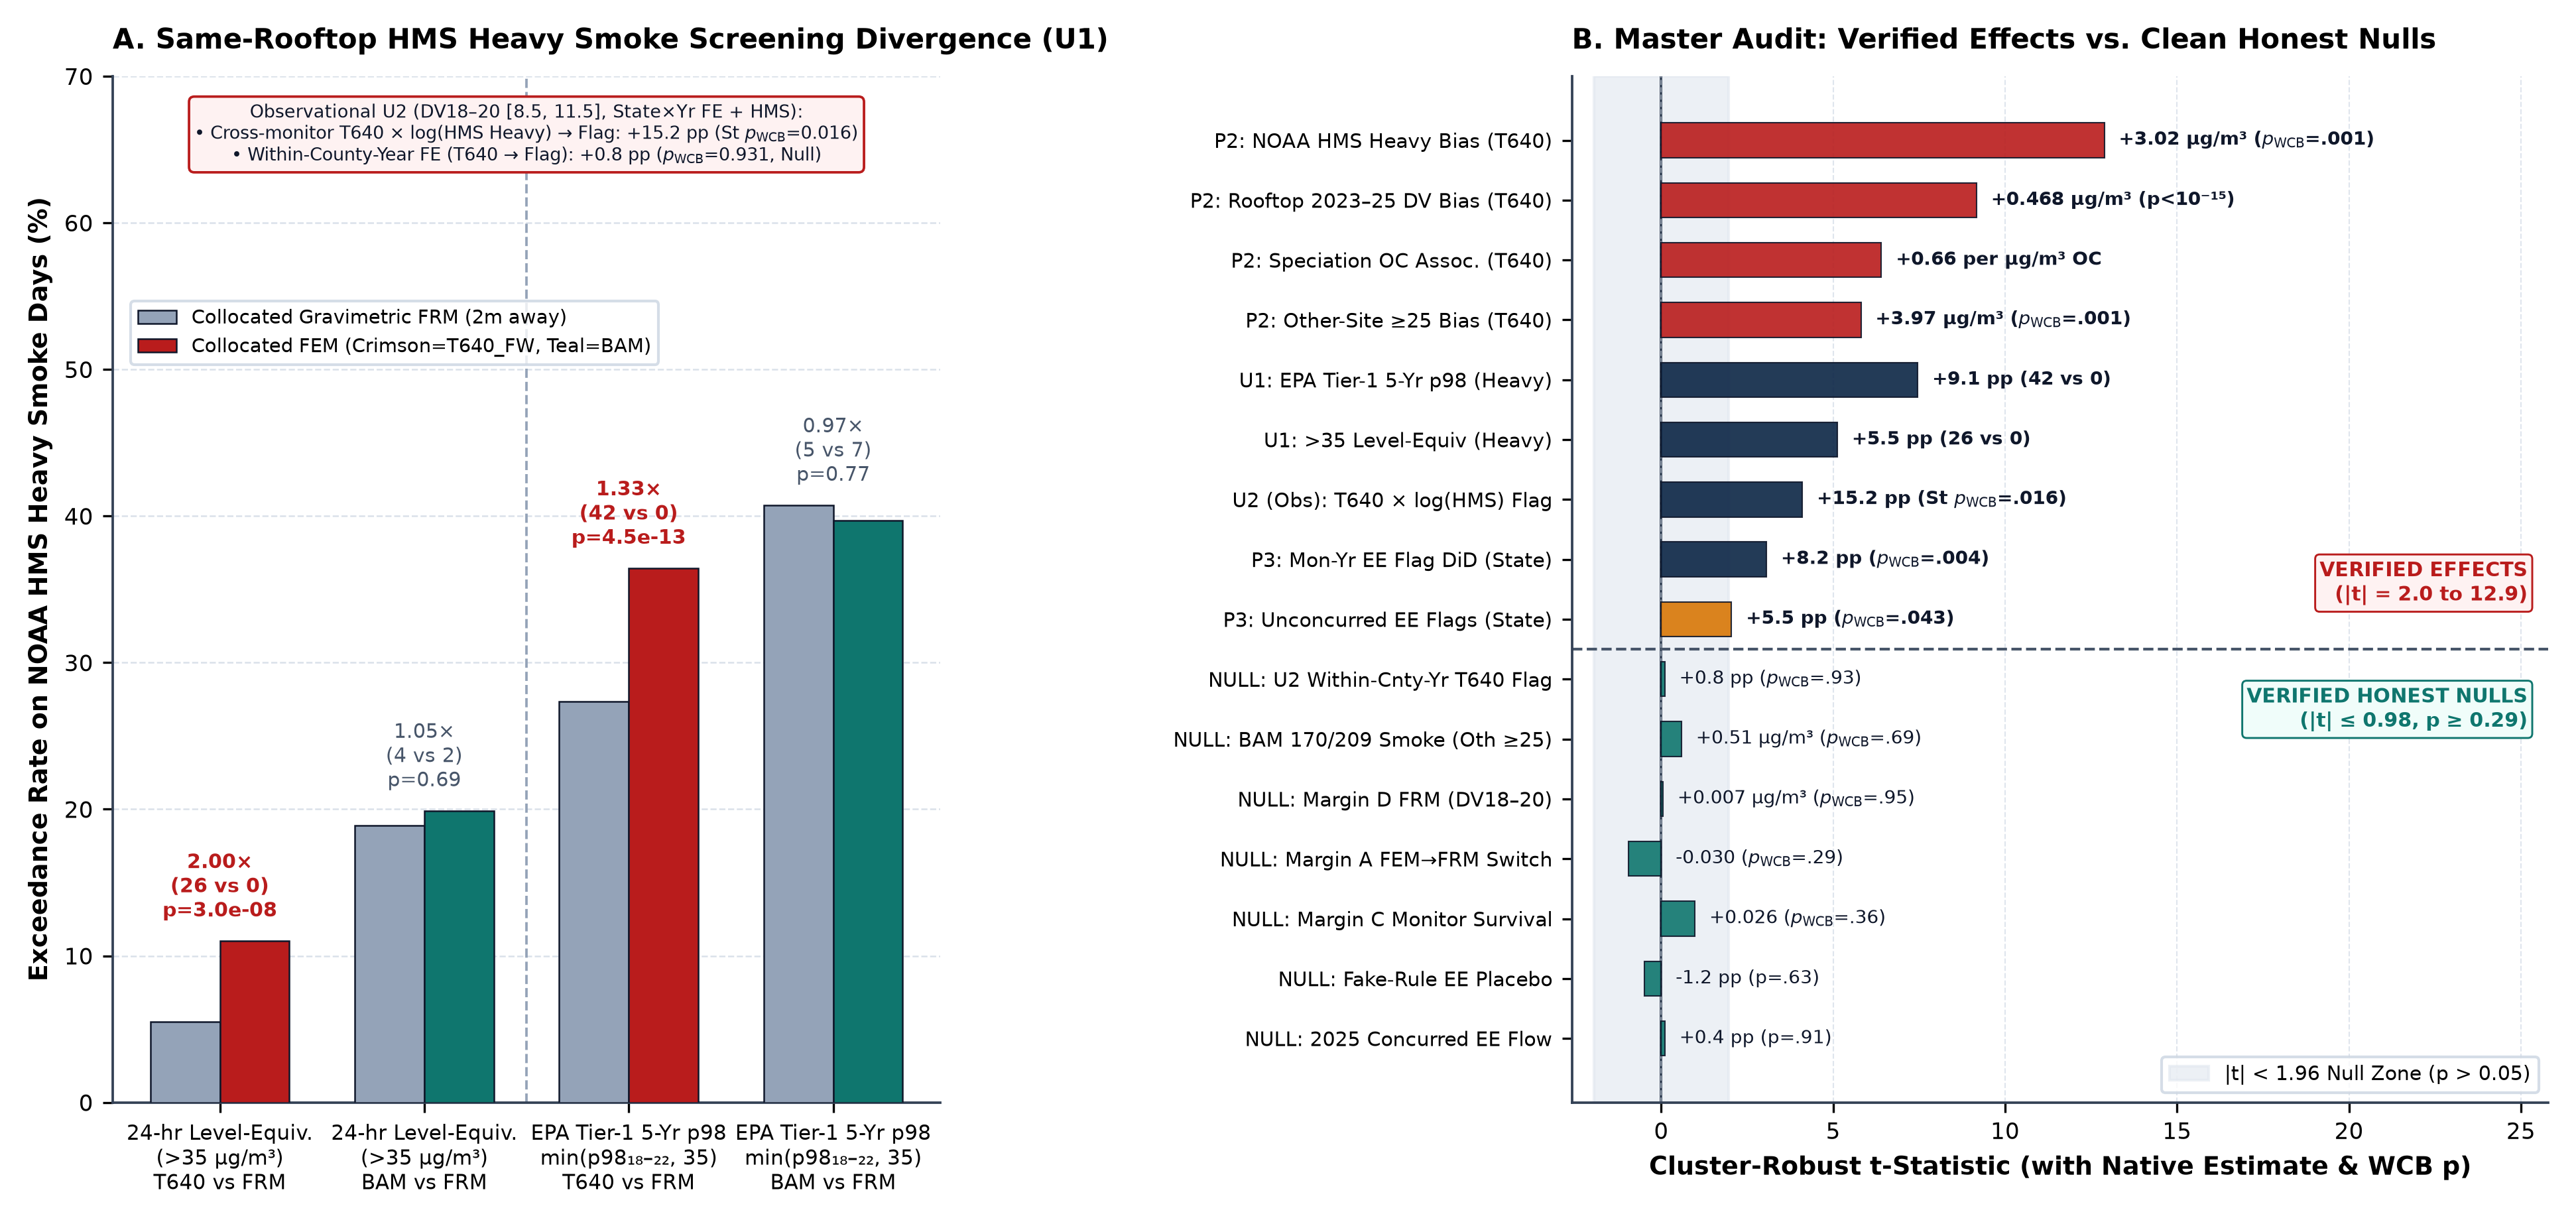 A. Same-Rooftop HMS Heavy Smoke Screening Divergence (U1)
Exceedance Rate on NOAA HMS Heavy Smoke Days (%)
70
60
50
40
30
20
10
0
Observational U2 (DV18–20 [8.5, 11.5], State×Yr FE + HMS):
• Cross-monitor T640 × log(HMS Heavy) → Flag: +15.2 pp (St pWCB=0.016)
• Within-County-Year FE (T640 → Flag): +0.8 pp (pWCB=0.931, Null)
Collocated Gravimetric FRM (2m away)
Collocated FEM (Crimson=T640_FW, Teal=BAM)
2.00×
(26 vs 0)
p=3.0e-08
1.05×
(4 vs 2)
p=0.69
1.33×
(42 vs 0)
p=4.5e-13
0.97×
(5 vs 7)
p=0.77
24-hr Level-Equiv.
(>35 µg/m³)
T640 vs FRM
24-hr Level-Equiv.
(>35 µg/m³)
BAM vs FRM
EPA Tier-1 5-Yr p98
min(p98₁₈–₂₂, 35)
T640 vs FRM
EPA Tier-1 5-Yr p98
min(p98₁₈–₂₂, 35)
BAM vs FRM
B. Master Audit: Verified Effects vs. Clean Honest Nulls
P2: NOAA HMS Heavy Bias (T640)
+3.02 µg/m³ (pWCB=.001)
P2: Rooftop 2023–25 DV Bias (T640)
+0.468 µg/m³ (p<10⁻¹⁵)
P2: Speciation OC Assoc. (T640)
+0.66 per µg/m³ OC
P2: Other-Site ≥25 Bias (T640)
+3.97 µg/m³ (pWCB=.001)
U1: EPA Tier-1 5-Yr p98 (Heavy)
+9.1 pp (42 vs 0)
U1: >35 Level-Equiv (Heavy)
+5.5 pp (26 vs 0)
U2 (Obs): T640 × log(HMS) Flag
+15.2 pp (St pWCB=.016)
P3: Mon-Yr EE Flag DiD (State)
+8.2 pp (pWCB=.004)
P3: Unconcurred EE Flags (State)
+5.5 pp (pWCB=.043)
VERIFIED EFFECTS
(|t| = 2.0 to 12.9)
NULL: U2 Within-Cnty-Yr T640 Flag
+0.8 pp (pWCB=.93)
VERIFIED HONEST NULLS
(|t| ≤ 0.98, p ≥ 0.29)
NULL: BAM 170/209 Smoke (Oth ≥25)
+0.51 µg/m³ (pWCB=.69)
NULL: Margin D FRM (DV18–20)
+0.007 µg/m³ (pWCB=.95)
NULL: Margin A FEM→FRM Switch
-0.030 (pWCB=.29)
NULL: Margin C Monitor Survival
+0.026 (pWCB=.36)
NULL: Fake-Rule EE Placebo
-1.2 pp (p=.63)
NULL: 2025 Concurred EE Flow
+0.4 pp (p=.91)
|t| < 1.96 Null Zone (p > 0.05)
0
5
10
15
20
25
Cluster-Robust t-Statistic (with Native Estimate & WCB p)